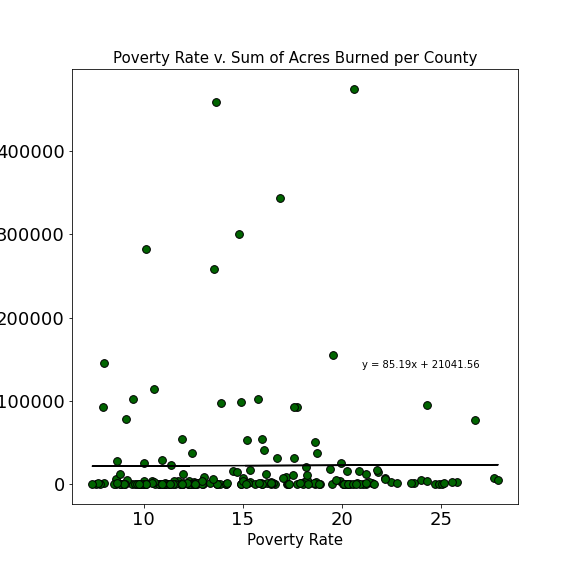 Poverty Rate v. Sum of Acres Burned per County
400000
300000
200000
y = 85.19x + 21041.56
100000
0
10 15 20 25
Poverty Rate